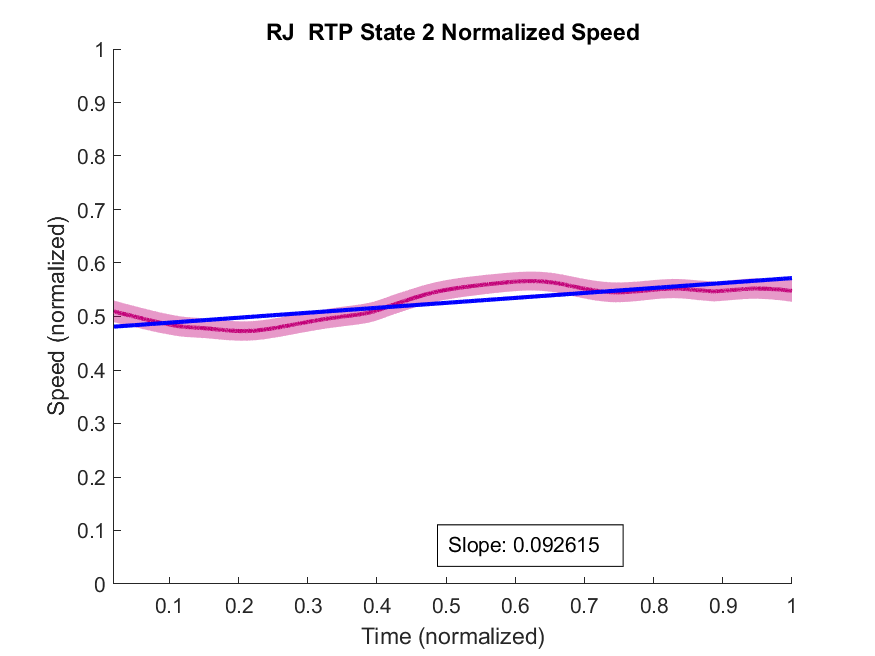 RJ  RTP State 2 Normalized Speed
1
0.9
0.8
0.7
0.6
0.5
0.4
0.3
0.2
0.1
0
Speed (normalized)
Slope: 0.092615
0.1 0.2 0.3 0.4 0.5 0.6 0.7 0.8 0.9 1
Time (normalized)